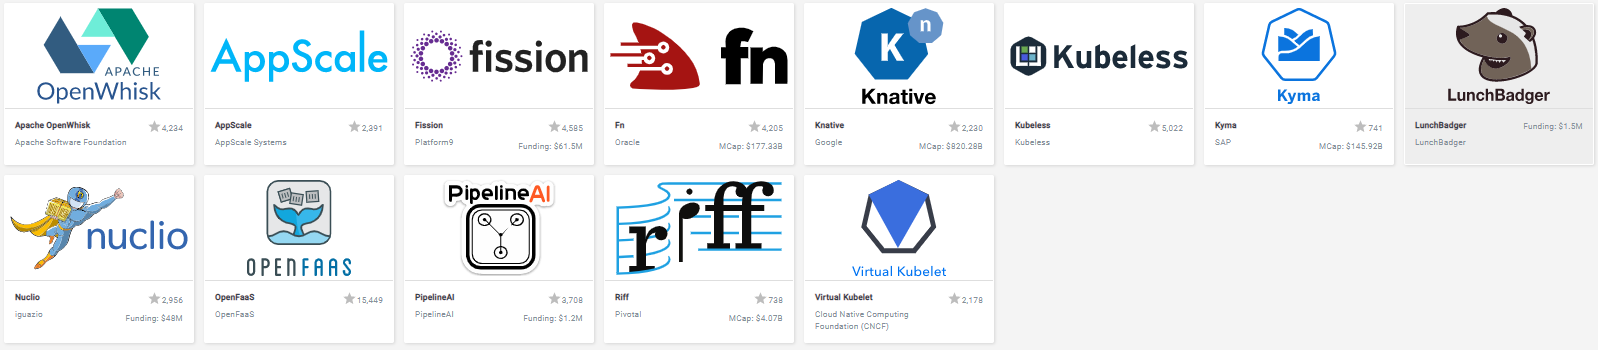 APACHE
OpenWhisk
Apache OpenWhisk
4,234
Apache Software Foundation
AppScale
AppScale
2,391
AppScale Systems
fission
Fission
4,585
Platform9
Funding: $61.5M
fn
Fn
4,205
Oracle
MCap: $177.33B
K
n
Knative
Knative
2,230
Google
MCap: $820.28B
Kubeless
Kubeless
5,022
Kubeless
Kyma
Kyma
741
SAP
MCap: $145.92B
LunchBadger
LunchBadger
Funding: $1.5M
LunchBadger
nuclio
Nuclio
2,956
iguazio
Funding: $48M
OPENFAAS
OpenFaaS
15,449
OpenFaaS
PipelineAI
PipelineAI
3,708
PipelineAI
Funding: $1.2M
riff
Riff
738
Pivotal
MCap: $4.07B
Virtual Kubelet
Virtual Kubelet
2,178
Cloud Native Computing
Foundation (CNCF)